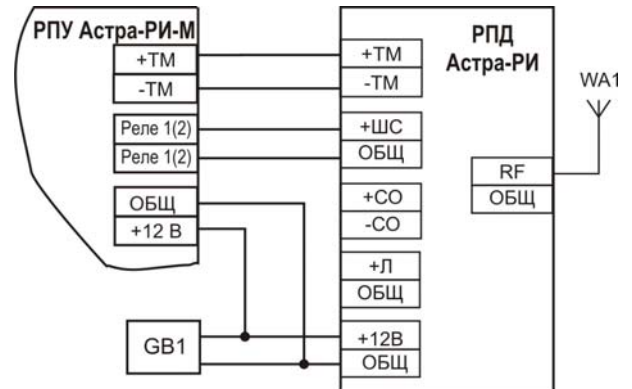 РПУ Астра-РИ-М
+ТМ
-ТМ
Реле 1(2)
Реле 1(2)
ОБЩ
+12 В
GB1
РПД
Астра-РИ
+ТМ
-ТМ
+ШС
ОБЩ
+СО
-СО
+Л
ОБЩ
+12В
ОБЩ
RF
ОБЩ
WA1